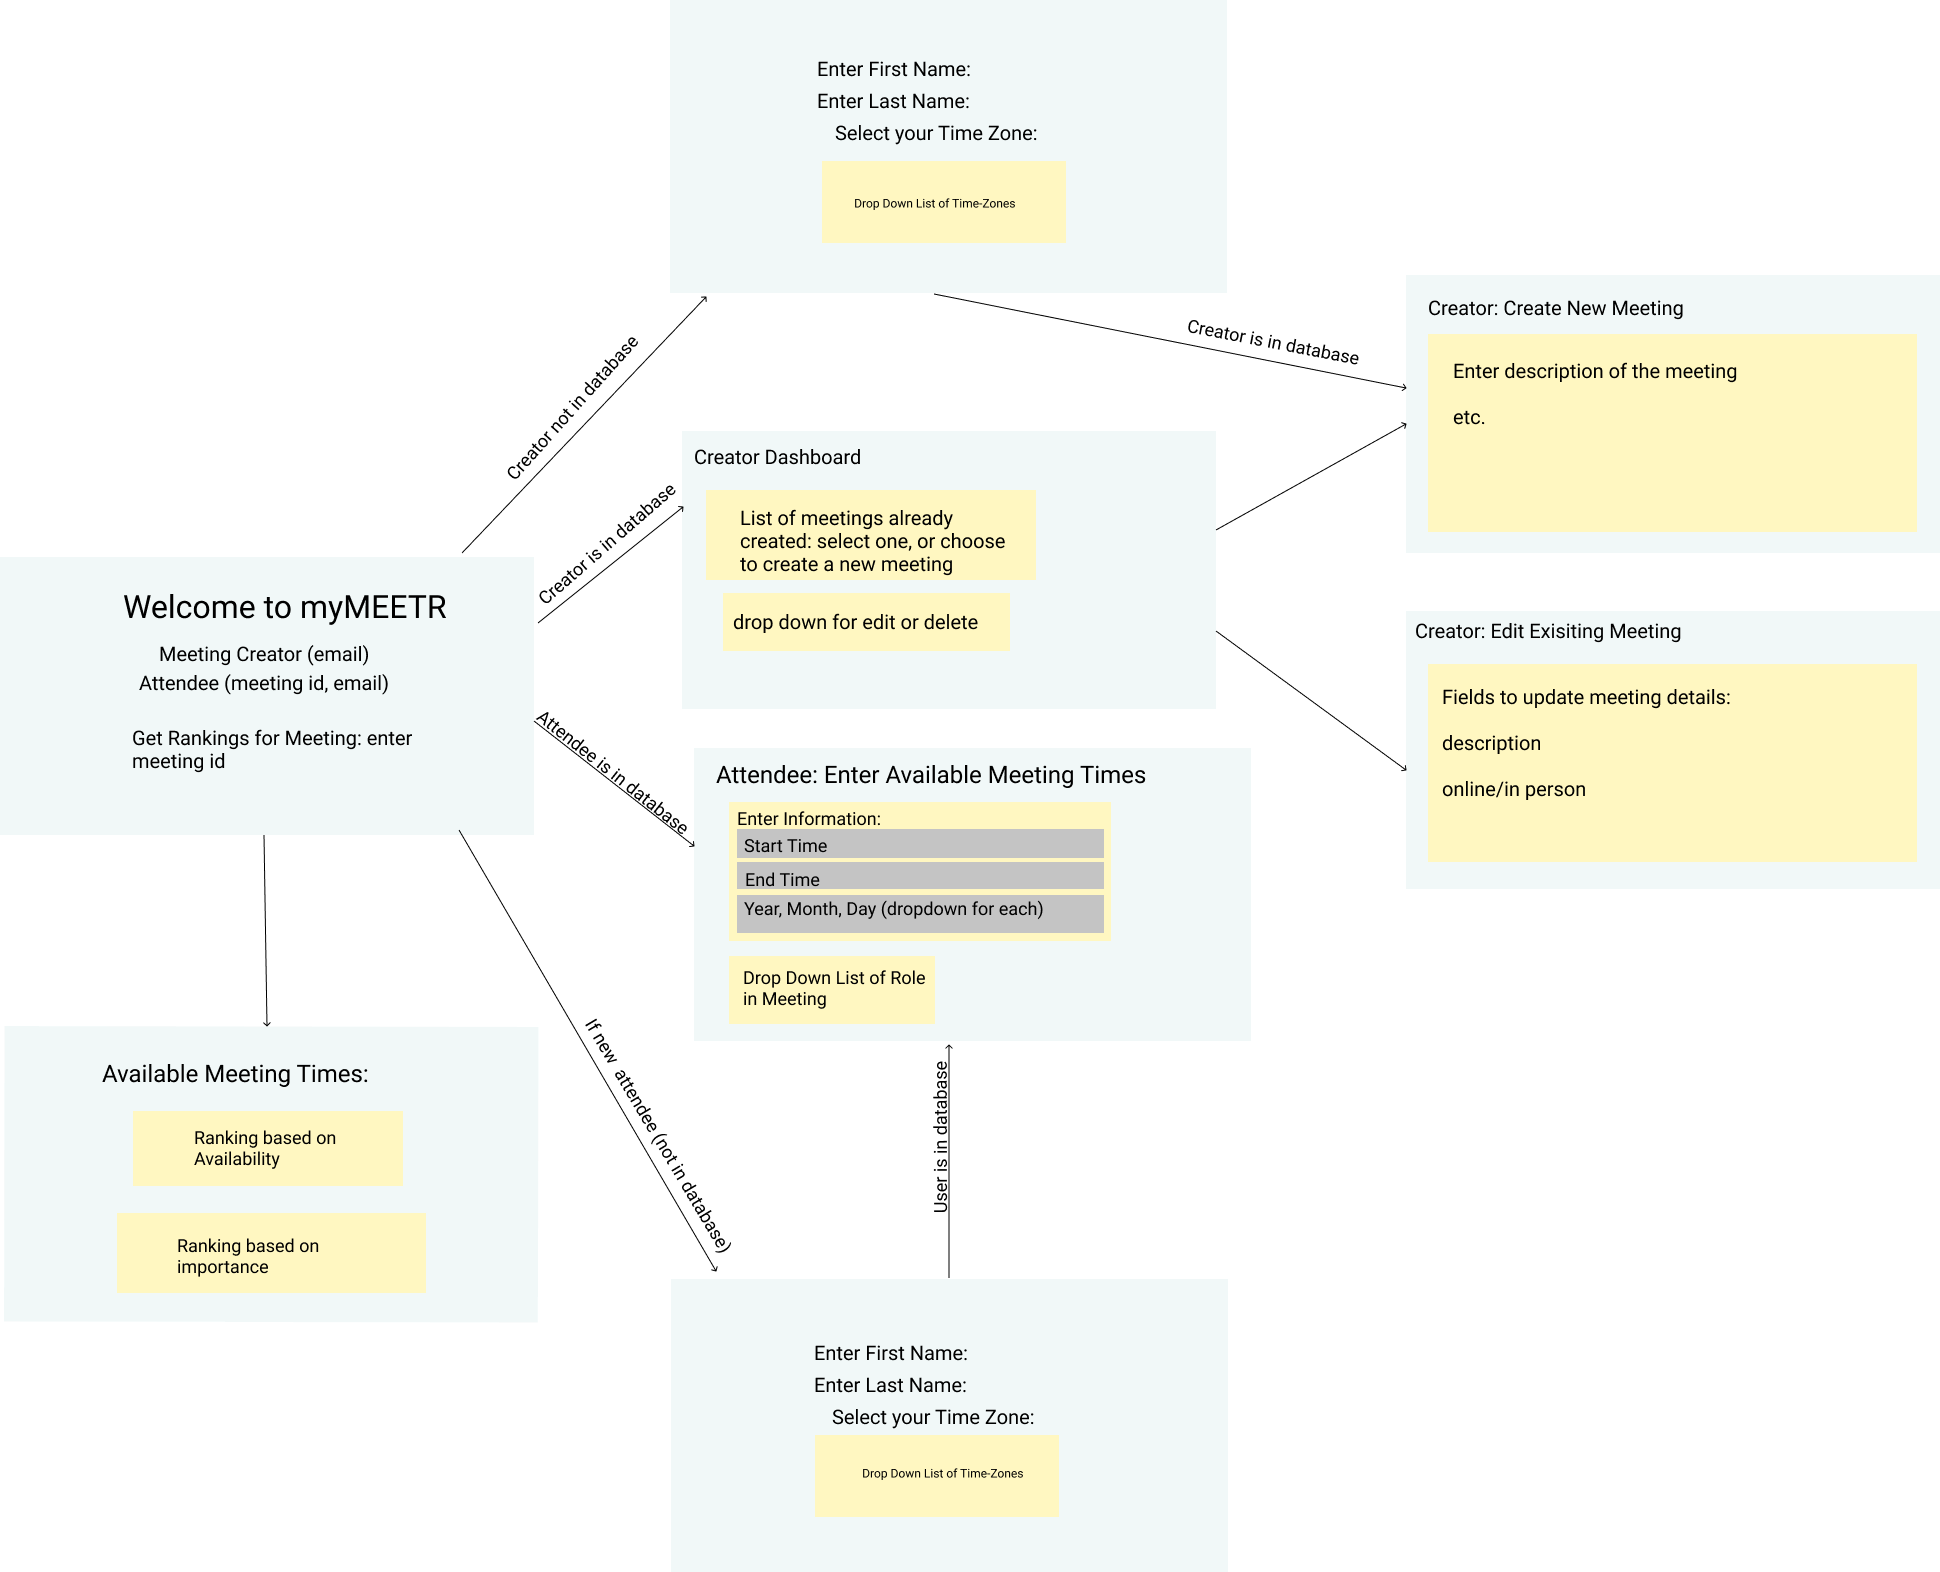 Enter First Name:
Enter Last Name:
Select your Time Zone:
Drop Down List of Time-Zones
Creator not in database
Creator is in database
Creator: Create New Meeting
Enter description of the meeting
etc.
Creator is in database
Creator Dashboard
List of meetings already
created: select one, or choose
to create a new meeting
drop down for edit or delete
Welcome to myMEETR
Meeting Creator (email)
Attendee (meeting id, email)
Get Rankings for Meeting: enter
meeting id
Creator: Edit Exisiting Meeting
Fields to update meeting details:
description
online/in person
Attendee is in database
Attendee: Enter Available Meeting Times
Enter Information:
Start Time
End Time
Year, Month, Day (dropdown for each)
Drop Down List of Role
in Meeting
If new attendee (not in database)
User is in database
Available Meeting Times:
Ranking based on
Availability
Ranking based on
importance
Enter First Name:
Enter Last Name:
Select your Time Zone:
Drop Down List of Time-Zones